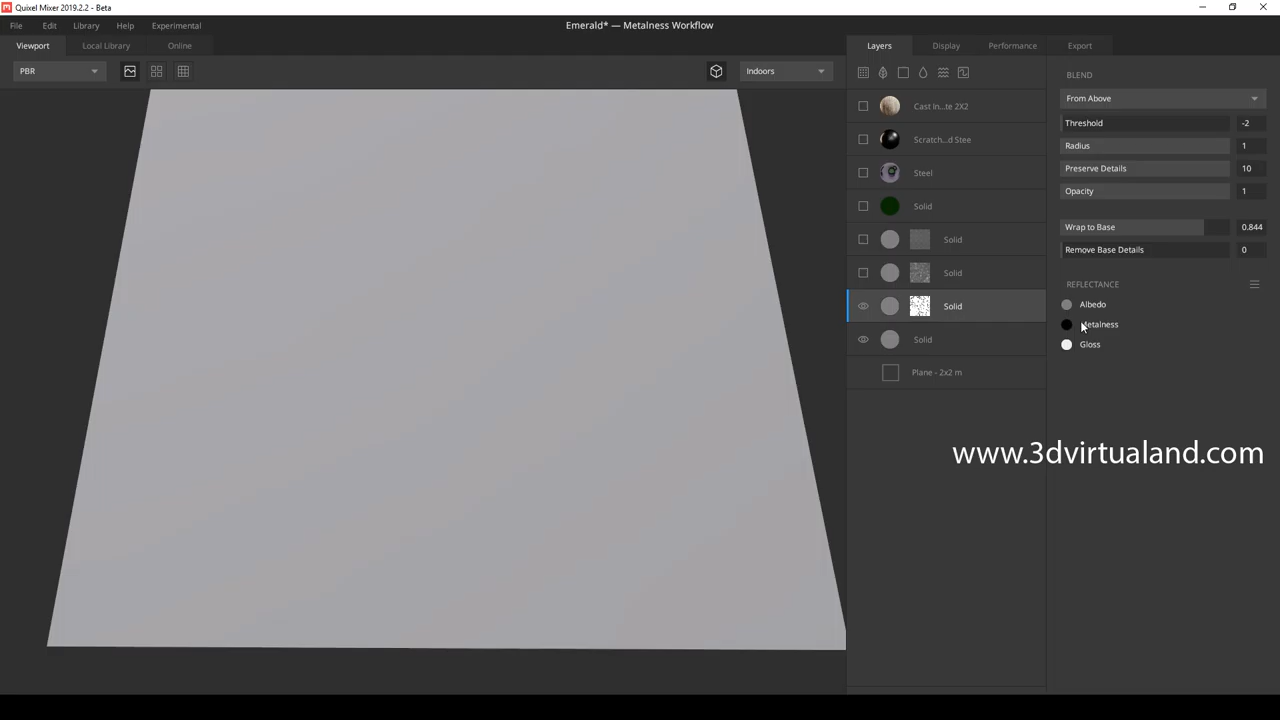 Quixel Mixer 2019.2.2 - Beta
File Edit Library Help Experimental
Emerald* — Metalness Workflow
Viewport Local Library Online
Layers Display Performance Export
PBR
Indoors
Cast In...te 2X2
Scratch...d Stee
Steel
Solid
Solid
Solid
Solid
Solid
Plane - 2x2 m
BLEND
From Above
Threshold -2
Radius 1
Preserve Details 10
Opacity 1
Wrap to Base 0.844
Remove Base Details 0
REFLECTANCE
Albedo
Metalness
Gloss
www.3dvirtualand.com